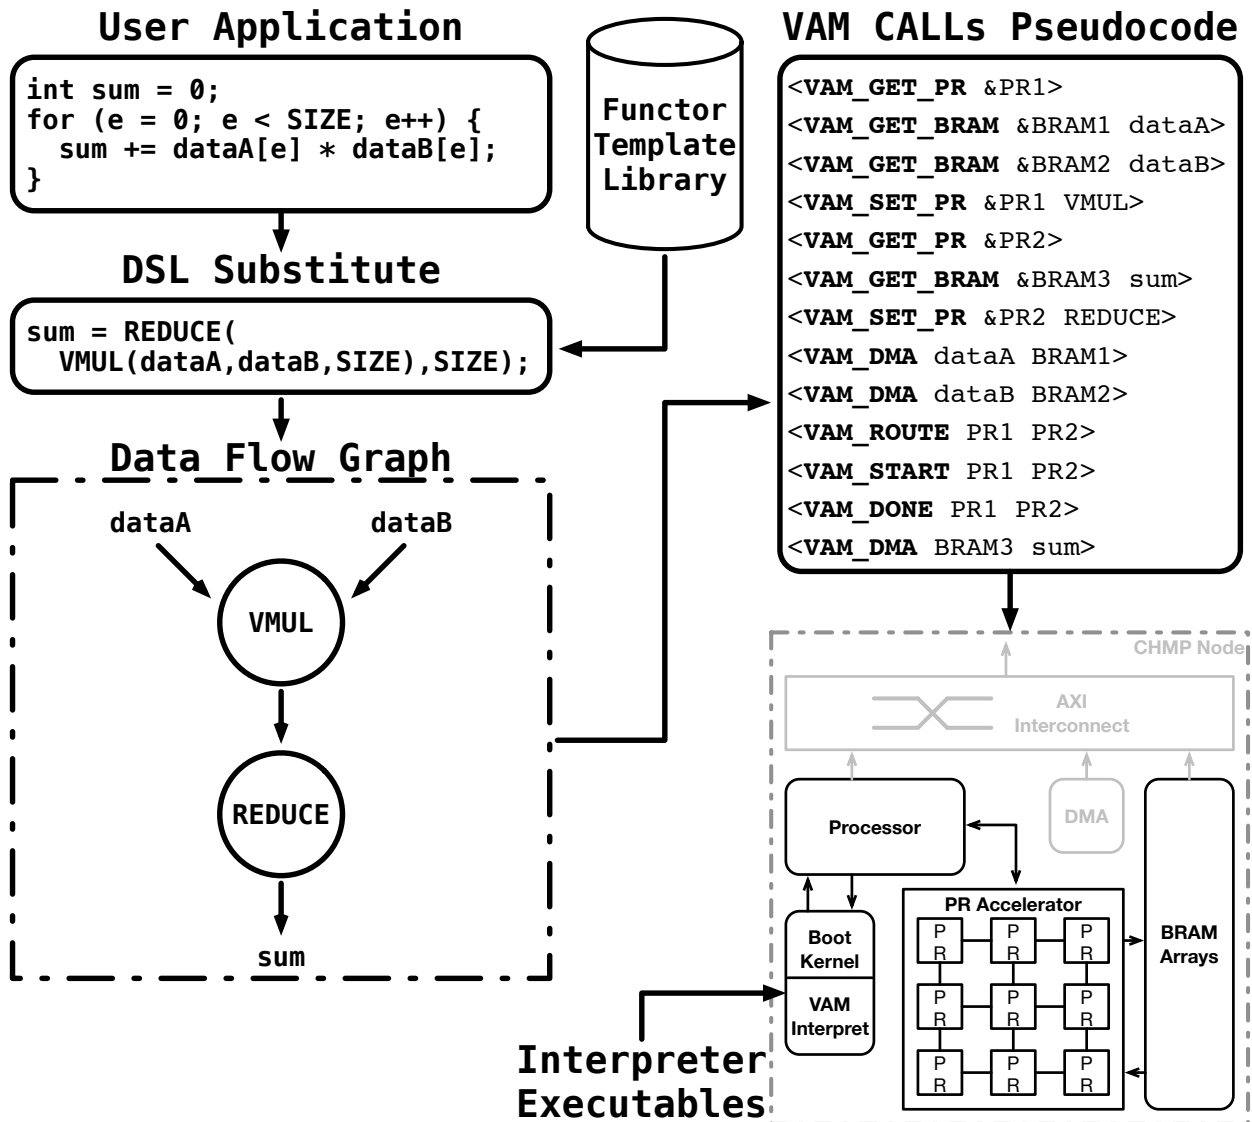 User Application
int sum = 0;
for (e = 0; e < SIZE; e++) {
sum += dataA[e] * dataB[e];
}
DSL Substitute
sum = REDUCE(
VMUL(dataA,dataB,SIZE),SIZE);
Functor
Template
Library
Data Flow Graph
dataA
dataB
VMUL
REDUCE
sum
VAM CALLs Pseudocode
<VAM_GET_PR &PR1>
<VAM_GET_BRAM &BRAM1 dataA>
<VAM_GET_BRAM &BRAM2 dataB>
<VAM_SET_PR &PR1 VMUL>
<VAM_GET_PR &PR2>
<VAM_GET_BRAM &BRAM3 sum>
<VAM_SET_PR &PR2 REDUCE>
<VAM_DMA dataA BRAM1>
<VAM_DMA dataB BRAM2>
<VAM_ROUTE PR1 PR2>
<VAM_START PR1 PR2>
<VAM_DONE PR1 PR2>
<VAM_DMA BRAM3 sum>
CHMP Node
AXI
Interconnect
Processor
DMA
BRAM
Arrays
Boot
Kernel
VAM
Interpret
PR Accelerator
P P P
R R R
P P P
R R R
P P P
R R R
Interpreter
Executables